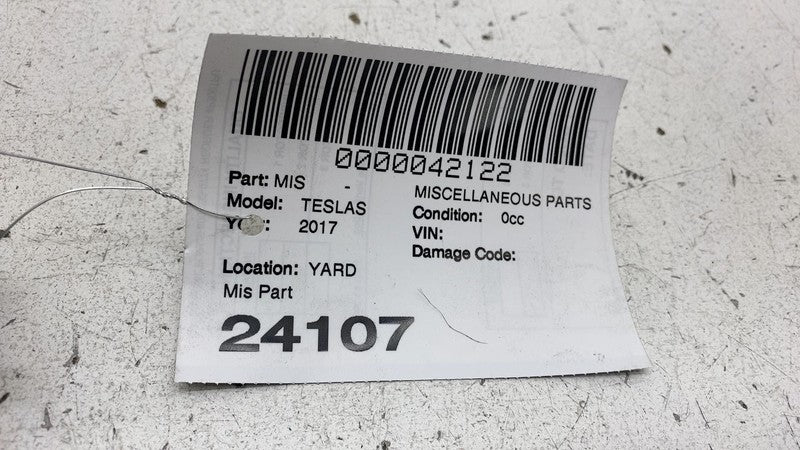 0000042122
Part: MIS - MISCELLANEOUS PARTS
Model: TESLAS Condition: 0cc
2017 VIN:
Damage Code:
Location: YARD
Mis Part
24107